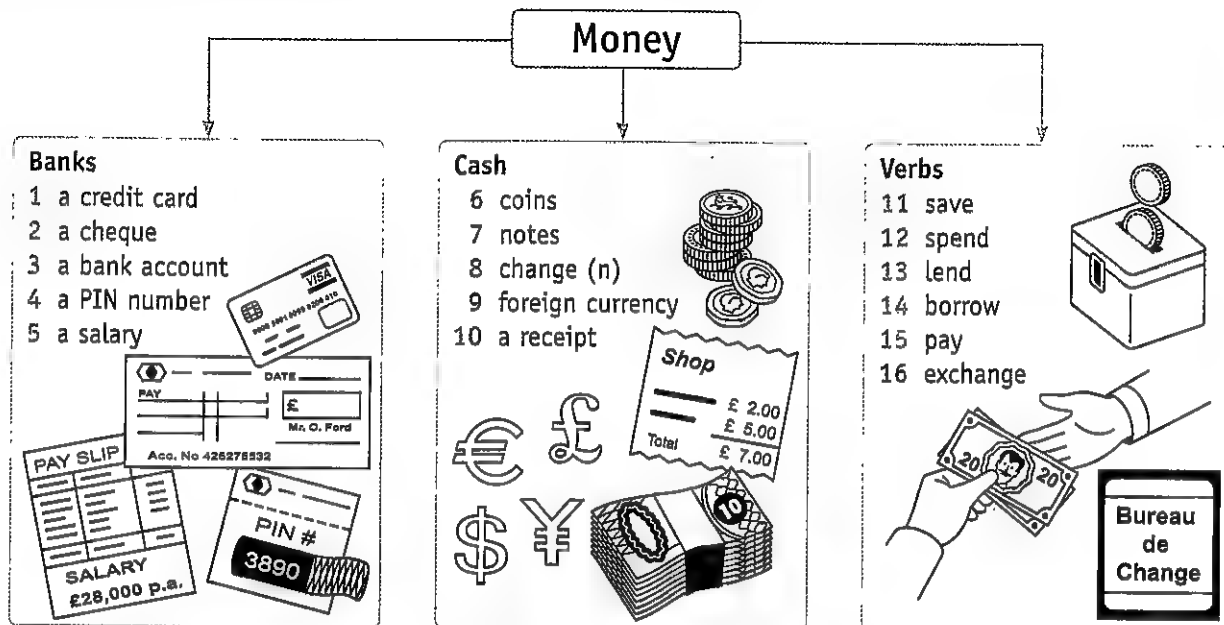 Money
Banks
1 a credit card
2 a cheque
3 a bank account
4 a PIN number
5 a salary
VISA
DATE
PAY
£
Mr. O. Ford
Acc. No 426276532
PAY SLIP
SALARY
£28,000 p.a.
PIN #
3890
Cash
6 coins
7 notes
8 change (n)
9 foreign currency
10 a receipt
Shop
£ 2.00
£ 5.00
Total £ 7.00
€ £
$ ¥
10
Verbs
11 save
12 spend
13 lend
14 borrow
15 pay
16 exchange
20 20
Bureau
de
Change